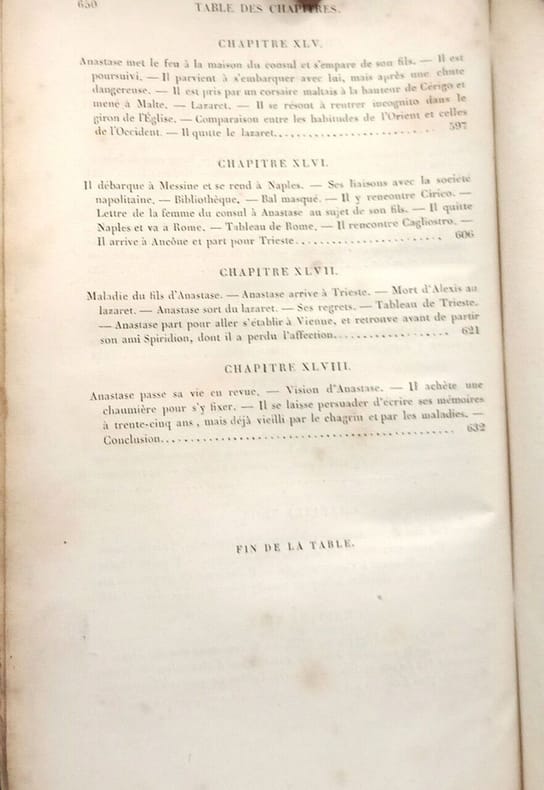 650
TABLE DES CHAPITRES.
CHAPITRE XLV.
Anastase met le feu à la maison du consul et s'empare de son fils. — Il est
poursuivi. — Il parvient à s'embarquer avec lui, mais après une chute
dangereuse. — Il est pris par un corsaire maltais à la hauteur de Cérigo et
mené à Malte. — Lazaret. — Il se résout à rentrer incognito dans le
giron de l'Église. — Comparaison entre les habitudes de l'Orient et celles
de l'Occident. — Il quitte le lazaret. 597
CHAPITRE XLVI.
Il débarque à Messine et se rend à Naples. — Ses liaisons avec la société
napolitaine. — Bibliothèque. — Bal masqué. — Il y rencontre Cirico. —
Lettre de la femme du consul à Anastase au sujet de son fils. — Il quitte
Naples et va a Rome. — Tableau de Rome. — Il rencontre Cagliostro. —
Il arrive à Ancône et part pour Trieste. 606
CHAPITRE XLVII.
Maladie du fils d'Anastase. — Anastase arrive à Trieste. — Mort d'Alexis au
lazaret. — Anastase sort du lazaret. — Ses regrets. — Tableau de Trieste.
— Anastase part pour aller s'établir à Vienne, et retrouve avant de partir
son ami Spiridion, dont il a perdu l'affection. 621
CHAPITRE XLVIII.
Anastase passe sa vie en revue. — Vision d'Anastase. — Il achète une
chaumière pour s'y fixer. — Il se laisse persuader d'écrire ses mémoires
à trente-cinq ans, mais déjà vieilli par le chagrin et par les maladies. —
Conclusion. 632
FIN DE LA TABLE.